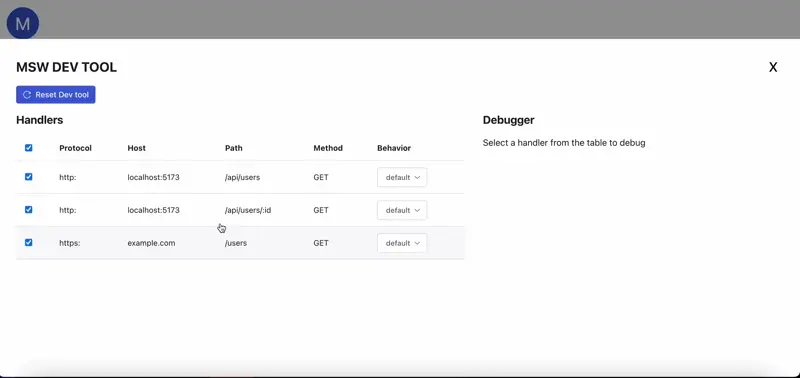 M
MSW DEV TOOL
X
Reset Dev tool
Handlers
Protocol Host Path Method Behavior
http: localhost:5173 /api/users GET default
http: localhost:5173 /api/users/:id GET default
https: example.com /users GET default
Debugger
Select a handler from the table to debug